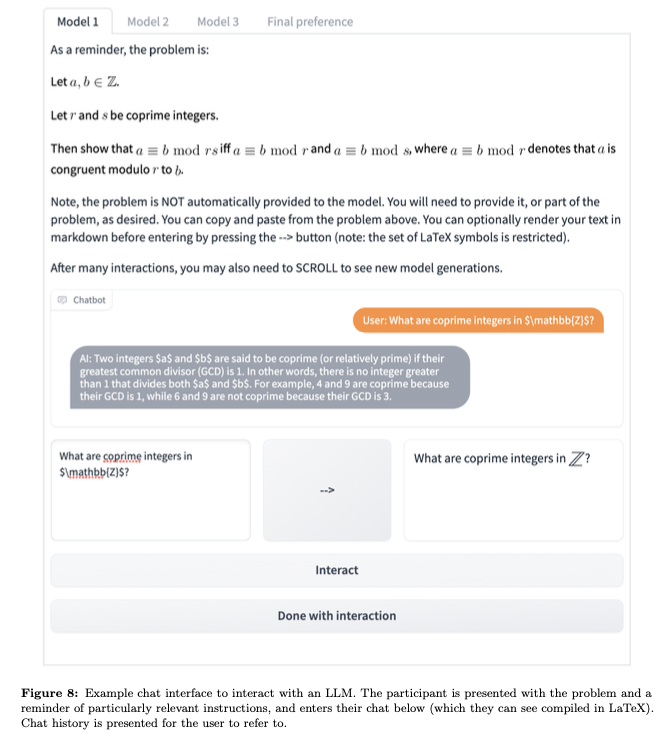 Model 1 Model 2 Model 3 Final preference
As a reminder, the problem is:
Let a, b ∈ ℤ.
Let r and s be coprime integers.
Then show that a ≡ b mod rs iff a ≡ b mod r and a ≡ b mod s, where a ≡ b mod r denotes that a is
congruent modulo r to b.
Note, the problem is NOT automatically provided to the model. You will need to provide it, or part of the
problem, as desired. You can copy and paste from the problem above. You can optionally render your text in
markdown before entering by pressing the --> button (note: the set of LaTeX symbols is restricted).
After many interactions, you may also need to SCROLL to see new model generations.
Chatbot
User: What are coprime integers in $\mathbb{Z}$?
AI: Two integers $a$ and $b$ are said to be coprime (or relatively prime) if their
greatest common divisor (GCD) is 1. In other words, there is no integer greater
than 1 that divides both $a$ and $b$. For example, 4 and 9 are coprime because
their GCD is 1, while 6 and 9 are not coprime because their GCD is 3.
What are coprime integers in
$\mathbb{Z}$?
-->
What are coprime integers in ℤ?
Interact
Done with interaction
Figure 8: Example chat interface to interact with an LLM. The participant is presented with the problem and a
reminder of particularly relevant instructions, and enters their chat below (which they can see compiled in LaTeX).
Chat history is presented for the user to refer to.